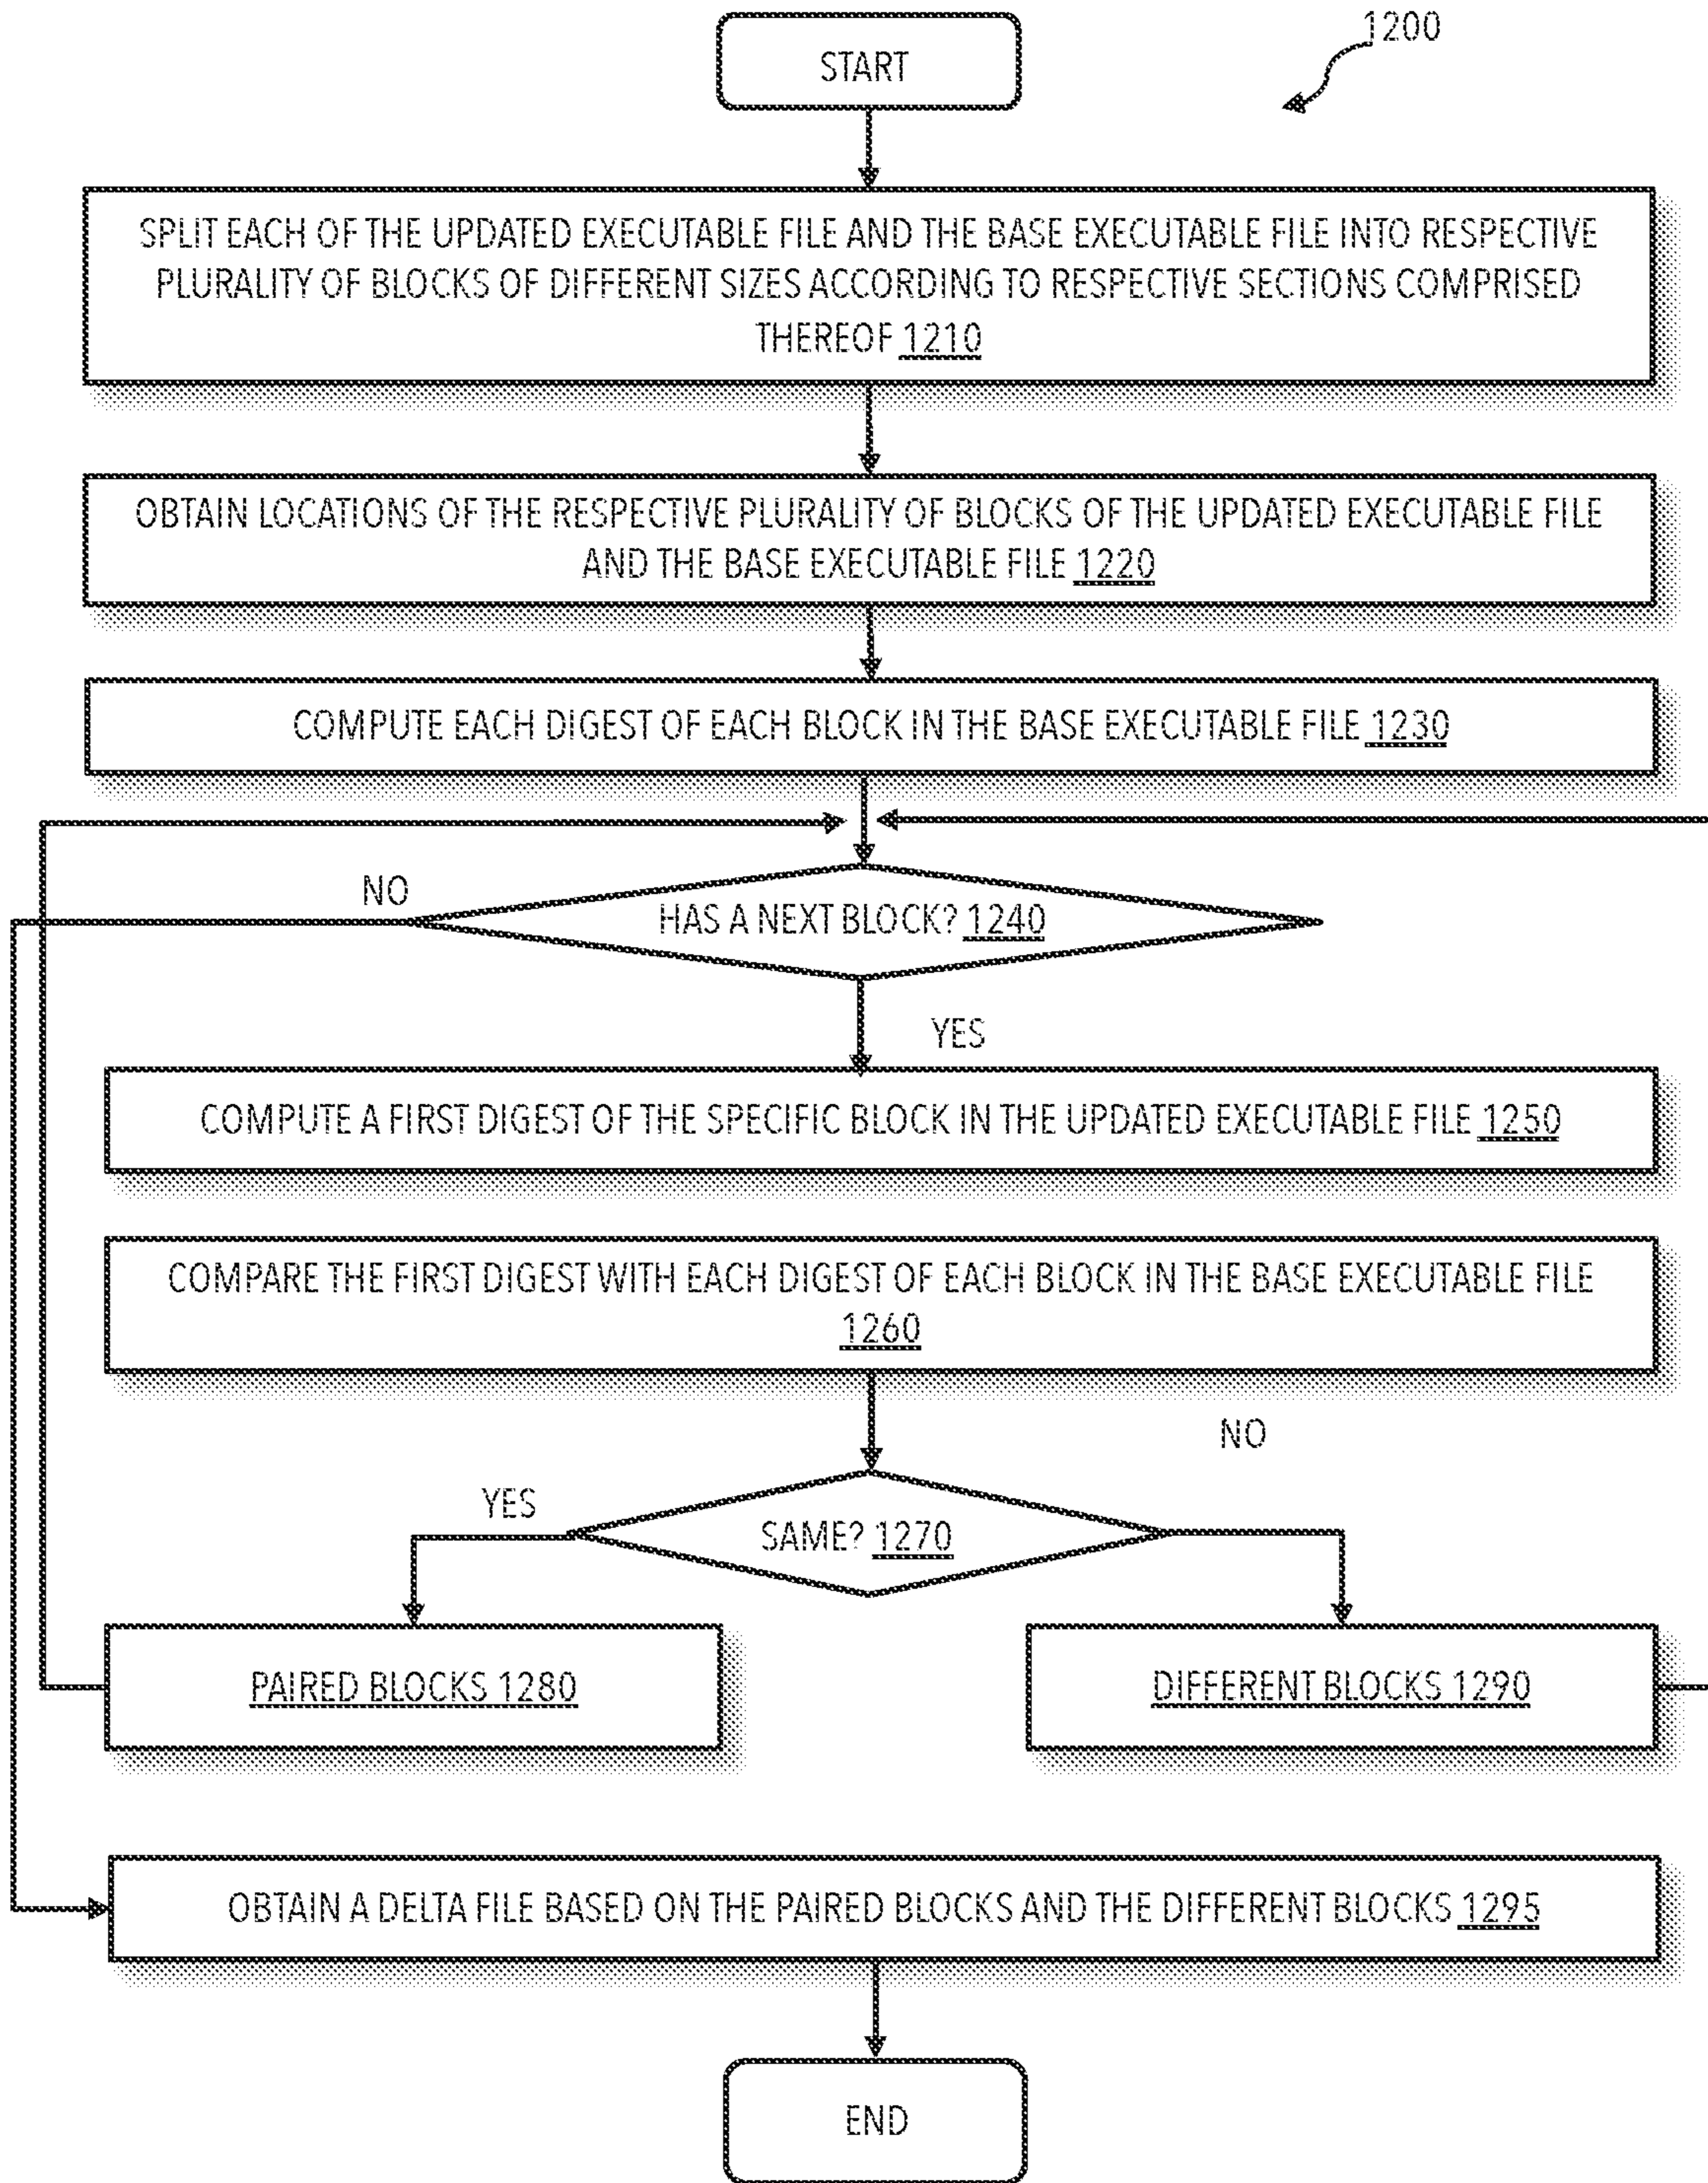 1200
START
SPLIT EACH OF THE UPDATED EXECUTABLE FILE AND THE BASE EXECUTABLE FILE INTO RESPECTIVE
PLURALITY OF BLOCKS OF DIFFERENT SIZES ACCORDING TO RESPECTIVE SECTIONS COMPRISED
THEREOF 1210
OBTAIN LOCATIONS OF THE RESPECTIVE PLURALITY OF BLOCKS OF THE UPDATED EXECUTABLE FILE
AND THE BASE EXECUTABLE FILE 1220
COMPUTE EACH DIGEST OF EACH BLOCK IN THE BASE EXECUTABLE FILE 1230
NO
HAS A NEXT BLOCK? 1240
YES
COMPUTE A FIRST DIGEST OF THE SPECIFIC BLOCK IN THE UPDATED EXECUTABLE FILE 1250
COMPARE THE FIRST DIGEST WITH EACH DIGEST OF EACH BLOCK IN THE BASE EXECUTABLE FILE
1260
NO
YES
SAME? 1270
PAIRED BLOCKS 1280
DIFFERENT BLOCKS 1290
OBTAIN A DELTA FILE BASED ON THE PAIRED BLOCKS AND THE DIFFERENT BLOCKS 1295
END